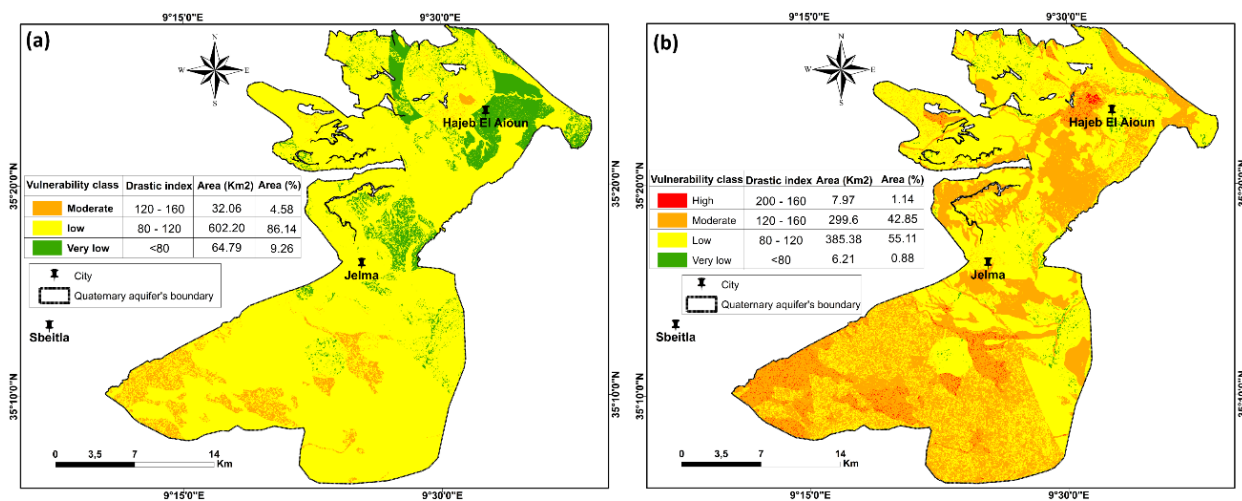 9°15'0"E 9°30'0"E
(a)
N
W E
S
Hajeb El Aioun
35°20'0"N
Vulnerability class Drastic index Area (Km2) Area (%)
Moderate 120 - 160 32.06 4.58
low 80 - 120 602.20 86.14
Very low <80 64.79 9.26
City
Quaternary aquifer's boundary
Jelma
Sbeitla
35°10'0"N
0 3,5 7 14
Km
9°15'0"E 9°30'0"E
9°15'0"E 9°30'0"E
(b)
N
W E
S
Hajeb El Aioun
35°20'0"N
35°20'0"N
Vulnerability class Drastic index Area (Km2) Area (%)
High 200 - 160 7.97 1.14
Moderate 120 - 160 299.6 42.85
Low 80 - 120 385.38 55.11
Very low <80 6.21 0.88
City
Quaternary aquifer's boundary
Jelma
Sbeitla
35°10'0"N
35°10'0"N
0 3,5 7 14
Km
9°15'0"E 9°30'0"E